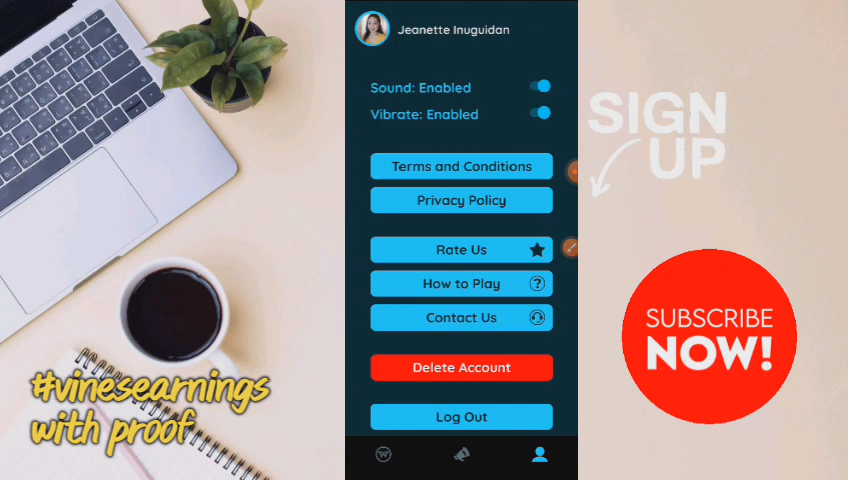 Jeanette Inuguidan
Sound: Enabled
Vibrate: Enabled
Terms and Conditions
Privacy Policy
Rate Us
How to Play
Contact Us
Delete Account
Log Out
#vinesearnings
with proof
SIGN
UP
SUBSCRIBE
NOW!